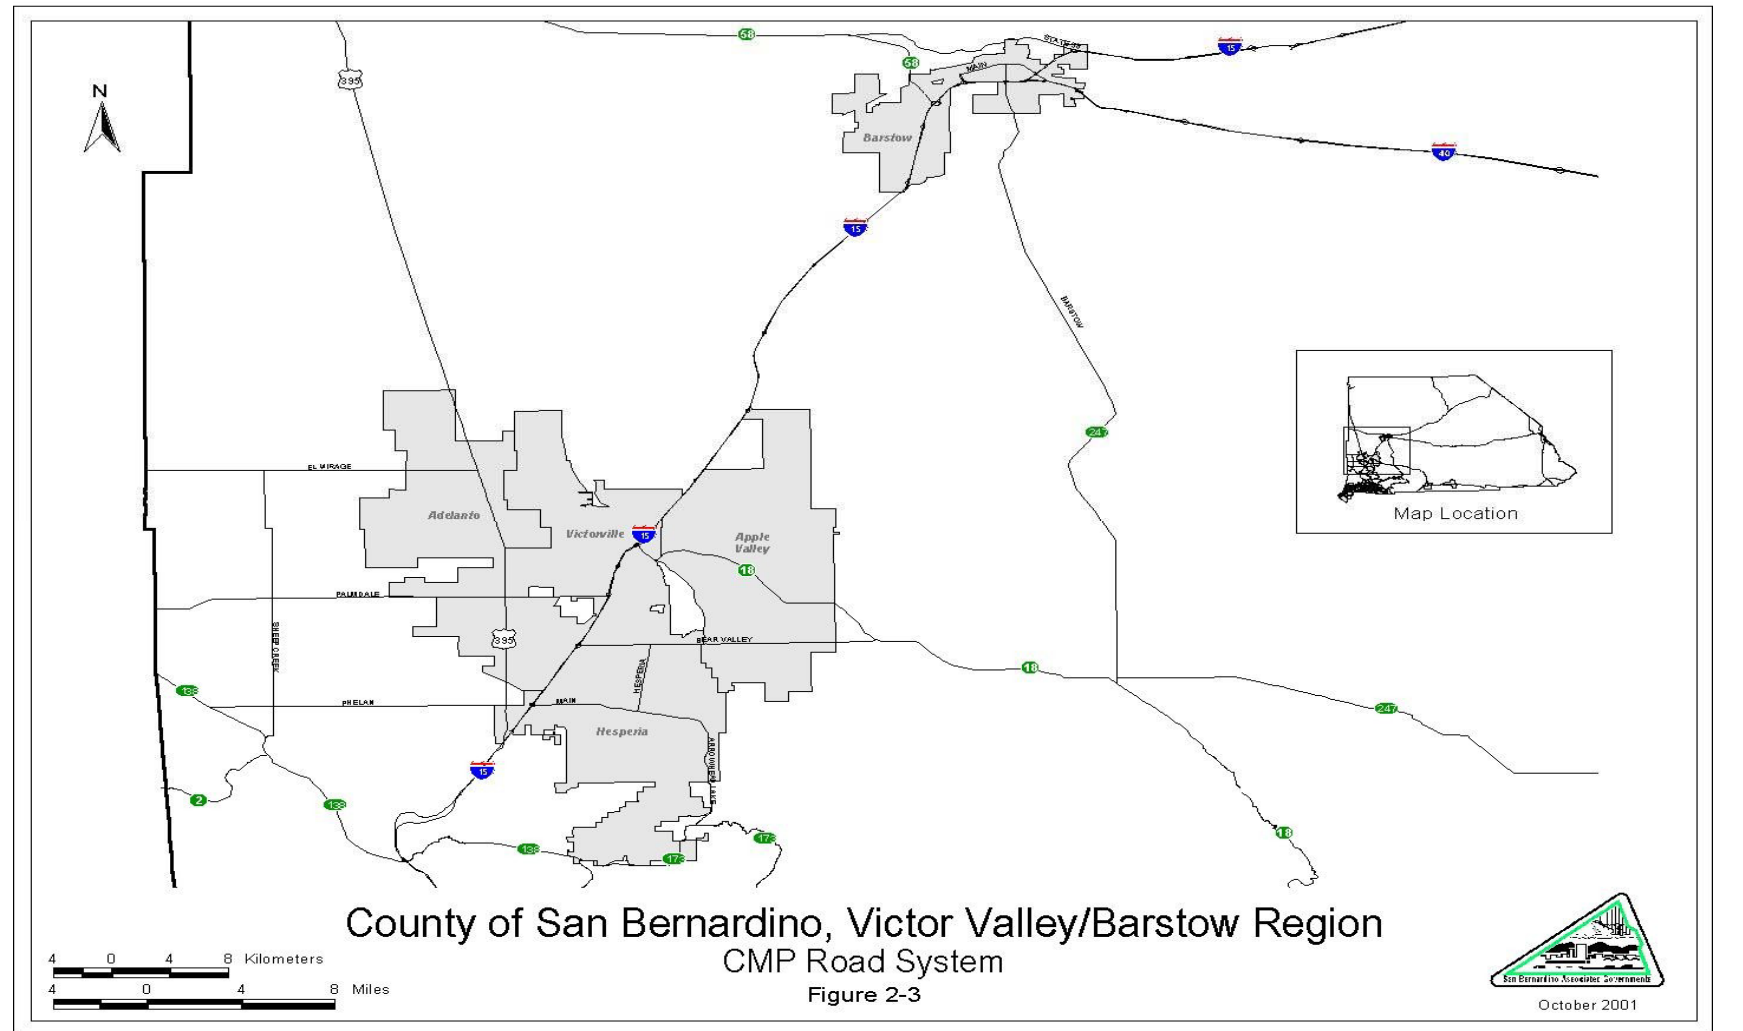 58
15
STATE 58
395
58
MAIN
N
Barstow
40
15
BARSTOW
247
EL MIRAGE
Adelanto
Victorville
15
Apple
Valley
18
Map Location
PALMDALE
SHEEP CREEK
395
BEAR VALLEY
HESPERIA
18
138
PHELAN
MAIN
247
Hesperia
ARROWHEAD LAKE
15
2
138
18
173
138
173
County of San Bernardino, Victor Valley/Barstow Region
CMP Road System
Figure 2-3
4 0 4 8 Kilometers
4 0 4 8 Miles
San Bernardino Associated Governments
October 2001